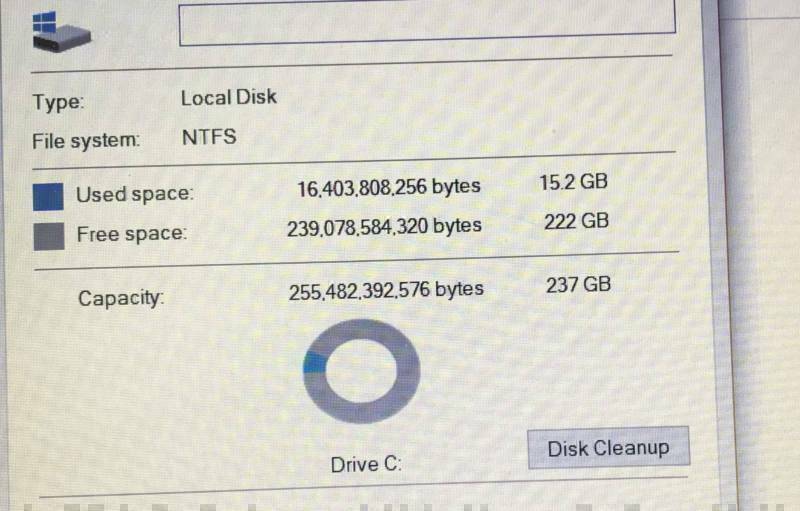 Type: Local Disk
File system: NTFS
Used space: 16,403,808,256 bytes 15.2 GB
Free space: 239,078,584,320 bytes 222 GB
Capacity: 255,482,392,576 bytes 237 GB
Drive C:
Disk Cleanup